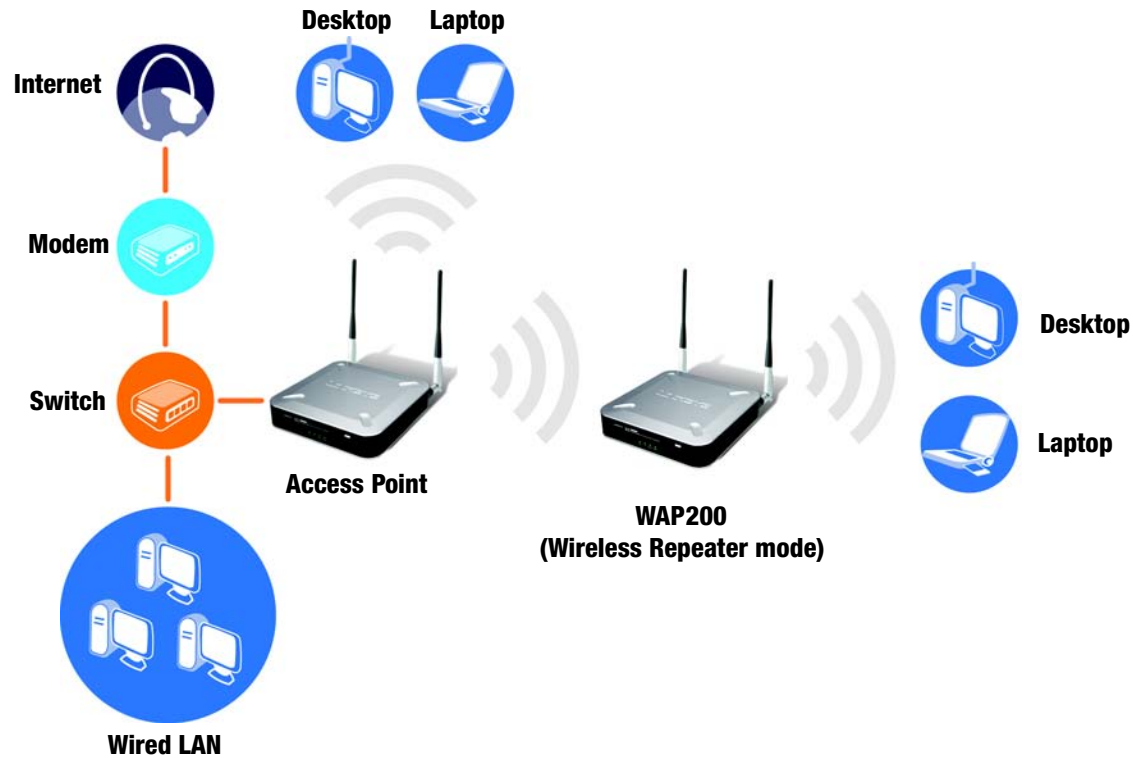 Desktop
Laptop
Internet
Modem
Switch
Access Point
WAP200
(Wireless Repeater mode)
Desktop
Laptop
Wired LAN